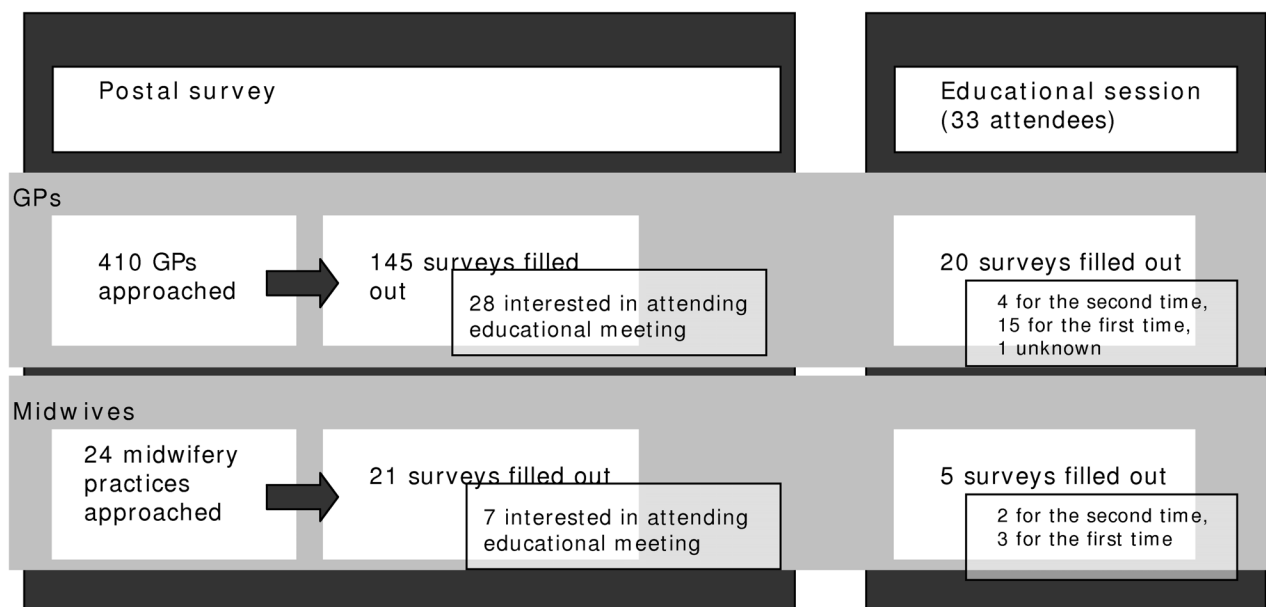 Postal survey
Educational session
(33 attendees)
GPs
410 GPs
approached
145 surveys filled
out
28 interested in attending
educational meeting
20 surveys filled out
4 for the second time,
15 for the first time,
1 unknown
Midwives
24 midwifery
practices
approached
21 surveys filled out
7 interested in attending
educational meeting
5 surveys filled out
2 for the second time,
3 for the first time